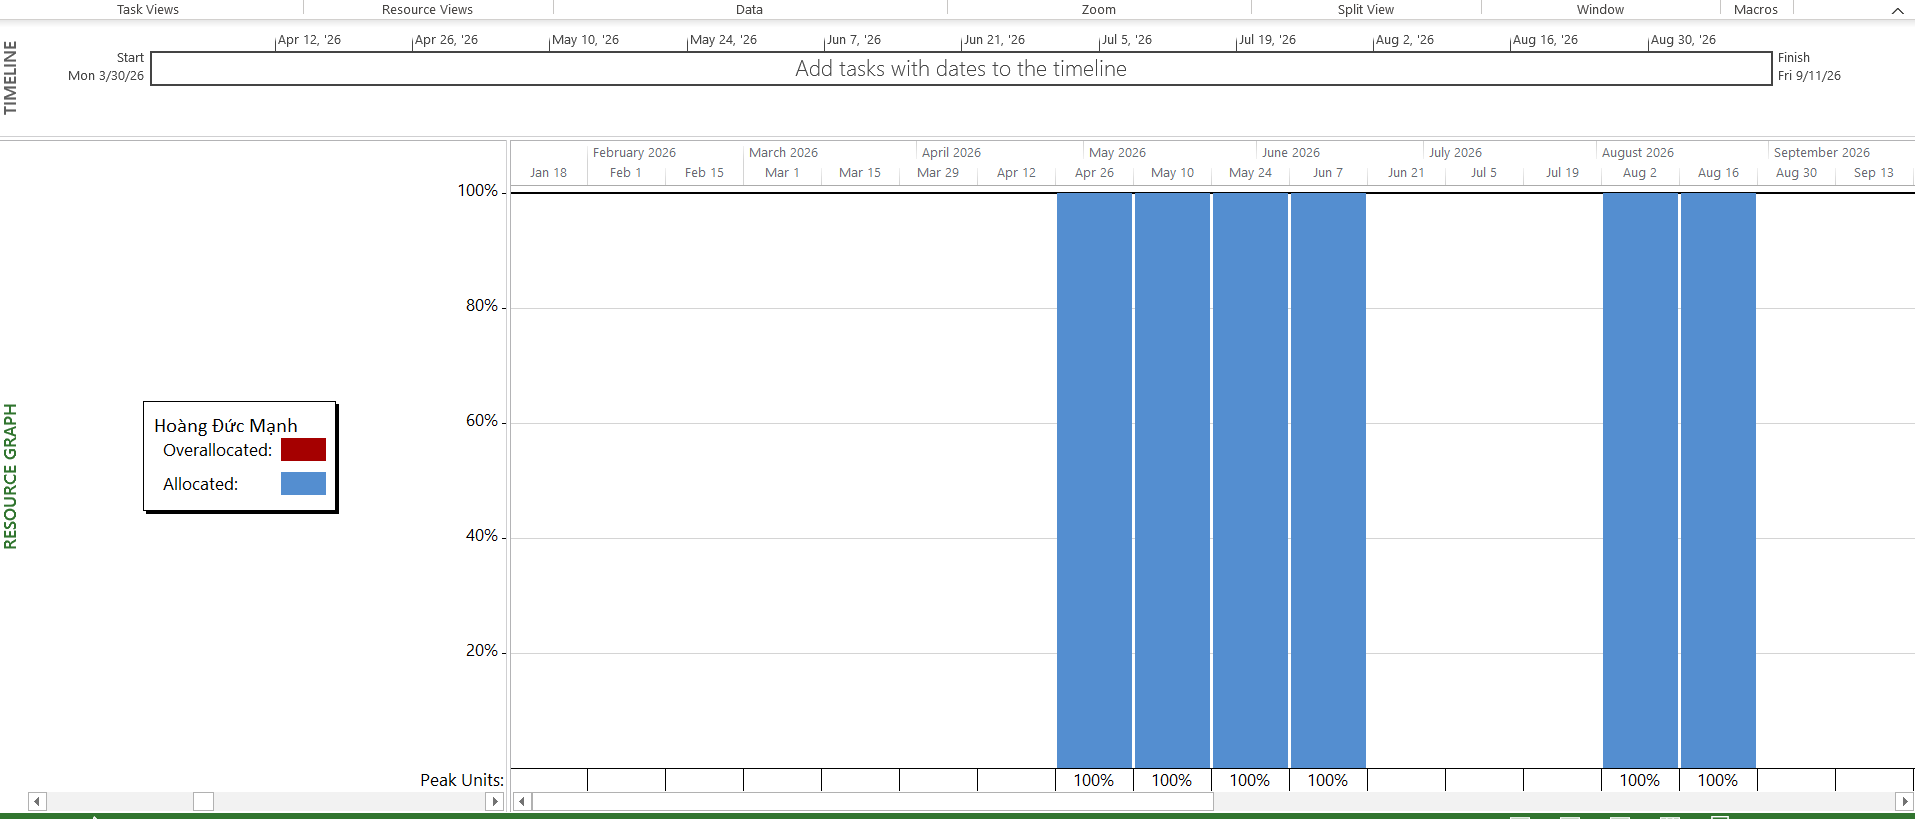 Task Views Resource Views Data Zoom Split View Window Macros
TIMELINE
Apr 12, '26 Apr 26, '26 May 10, '26 May 24, '26 Jun 7, '26 Jun 21, '26 Jul 5, '26 Jul 19, '26 Aug 2, '26 Aug 16, '26 Aug 30, '26
Start
Mon 3/30/26
Add tasks with dates to the timeline
Finish
Fri 9/11/26
RESOURCE GRAPH
Hoàng Đức Mạnh
Overallocated:
Allocated:
February 2026 March 2026 April 2026 May 2026 June 2026 July 2026 August 2026 September 2026
Jan 18 Feb 1 Feb 15 Mar 1 Mar 15 Mar 29 Apr 12 Apr 26 May 10 May 24 Jun 7 Jun 21 Jul 5 Jul 19 Aug 2 Aug 16 Aug 30 Sep 13
100%
80%
60%
40%
20%
Peak Units: 100% 100% 100% 100% 100% 100%